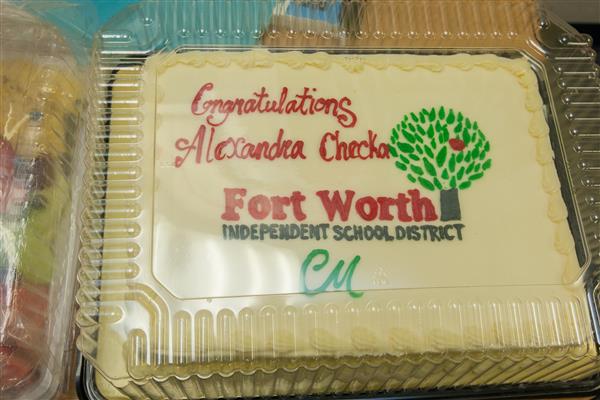 Congratulations
Alexandra Checka
Fort Worth
INDEPENDENT SCHOOL DISTRICT
CM